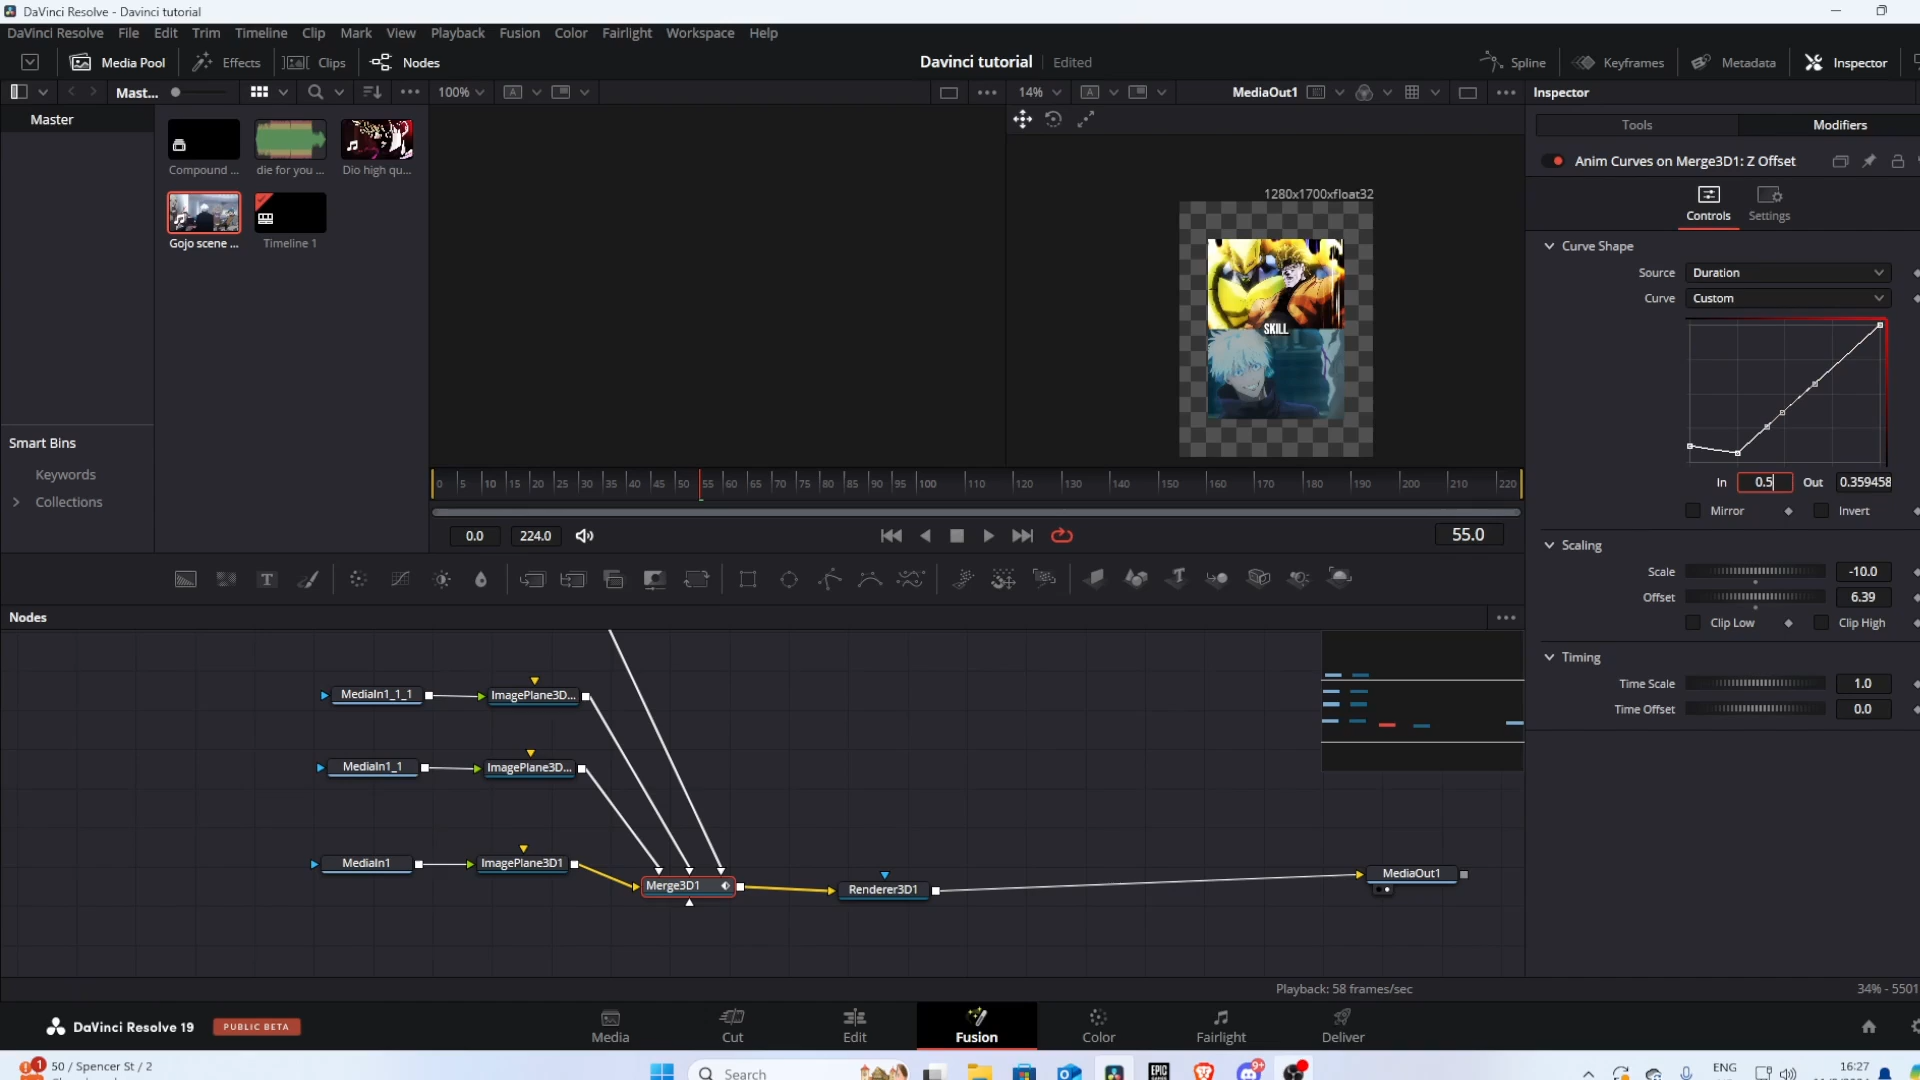 DaVinci Resolve - Davinci tutorial
DaVinci Resolve File Edit Trim Timeline Clip Mark View Playback Fusion Color Fairlight Workspace Help
Media Pool Effects Clips Nodes Davinci tutorial Edited Spline Keyframes Metadata Inspector
Mast... 100% 14% MediaOut1 Inspector
Master
Tools Modifiers
Compound ... die for you ... Dio high qu...
Anim Curves on Merge3D1: Z Offset
1280x1700xfloat32
Controls Settings
Gojo scene ... Timeline 1
Curve Shape
Source Duration
Curve Custom
SKILL
Smart Bins
Keywords
Collections
0 5 10 15 20 25 30 35 40 45 50 55 60 65 70 75 80 85 90 95 100 110 120 130 140 150 160 170 180 190 200 210 220
In 0.5 Out 0.359458
Mirror Invert
0.0 224.0 55.0
Scaling
Scale -10.0
Offset 6.39
Clip Low Clip High
Nodes
Timing
Time Scale 1.0
Time Offset 0.0
MediaIn1_1_1 ImagePlane3D...
MediaIn1_1 ImagePlane3D...
MediaIn1 ImagePlane3D1
Merge3D1 Renderer3D1 MediaOut1
Playback: 58 frames/sec 34% - 5501
DaVinci Resolve 19 PUBLIC BETA
Media Cut Edit Fusion Color Fairlight Deliver
1 50 / Spencer St / 2
Search
EPIC
9+
ENG
16:27